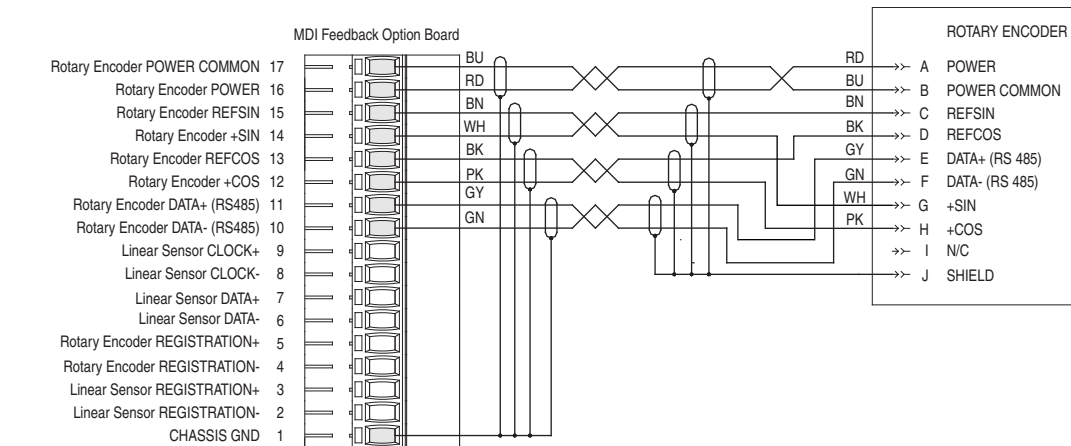 MDI Feedback Option Board
ROTARY ENCODER
Rotary Encoder POWER COMMON 17 BU RD A POWER
Rotary Encoder POWER 16 RD BU B POWER COMMON
Rotary Encoder REFSIN 15 BN BN C REFSIN
Rotary Encoder +SIN 14 WH BK D REFCOS
Rotary Encoder REFCOS 13 BK GY E DATA+ (RS 485)
Rotary Encoder +COS 12 PK GN F DATA- (RS 485)
Rotary Encoder DATA+ (RS485) 11 GY WH G +SIN
Rotary Encoder DATA- (RS485) 10 GN PK H +COS
Linear Sensor CLOCK+ 9 I N/C
Linear Sensor CLOCK- 8 J SHIELD
Linear Sensor DATA+ 7
Linear Sensor DATA- 6
Rotary Encoder REGISTRATION+ 5
Rotary Encoder REGISTRATION- 4
Linear Sensor REGISTRATION+ 3
Linear Sensor REGISTRATION- 2
CHASSIS GND 1